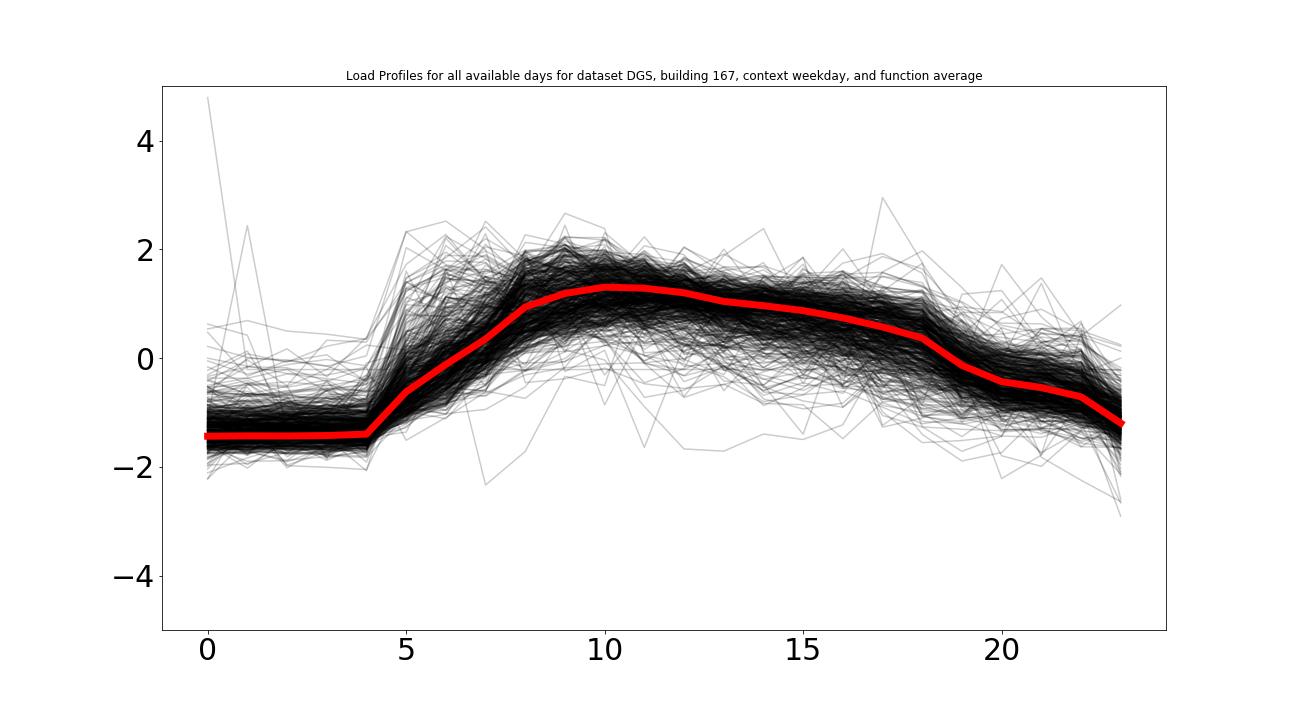 Load Profiles for all available days for dataset DGS, building 167, context weekday, and function average
4
2
0
−2
−4
0 5 10 15 20